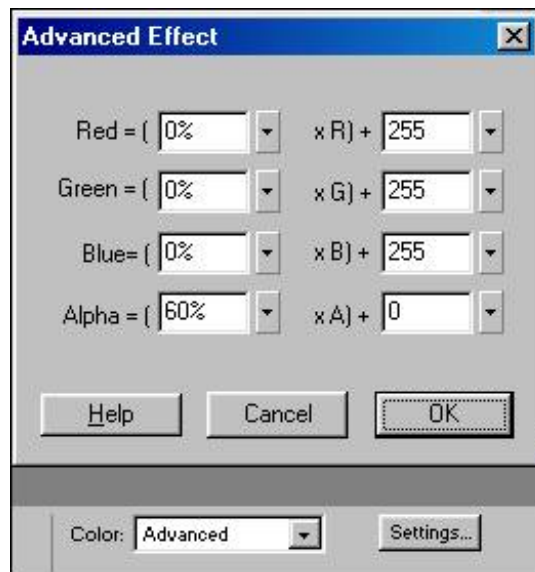 Advanced Effect
Red = ( 0% x R) + 255
Green = ( 0% x G) + 255
Blue= ( 0% x B) + 255
Alpha = ( 60% x A) + 0
Help Cancel OK
Color: Advanced Settings...